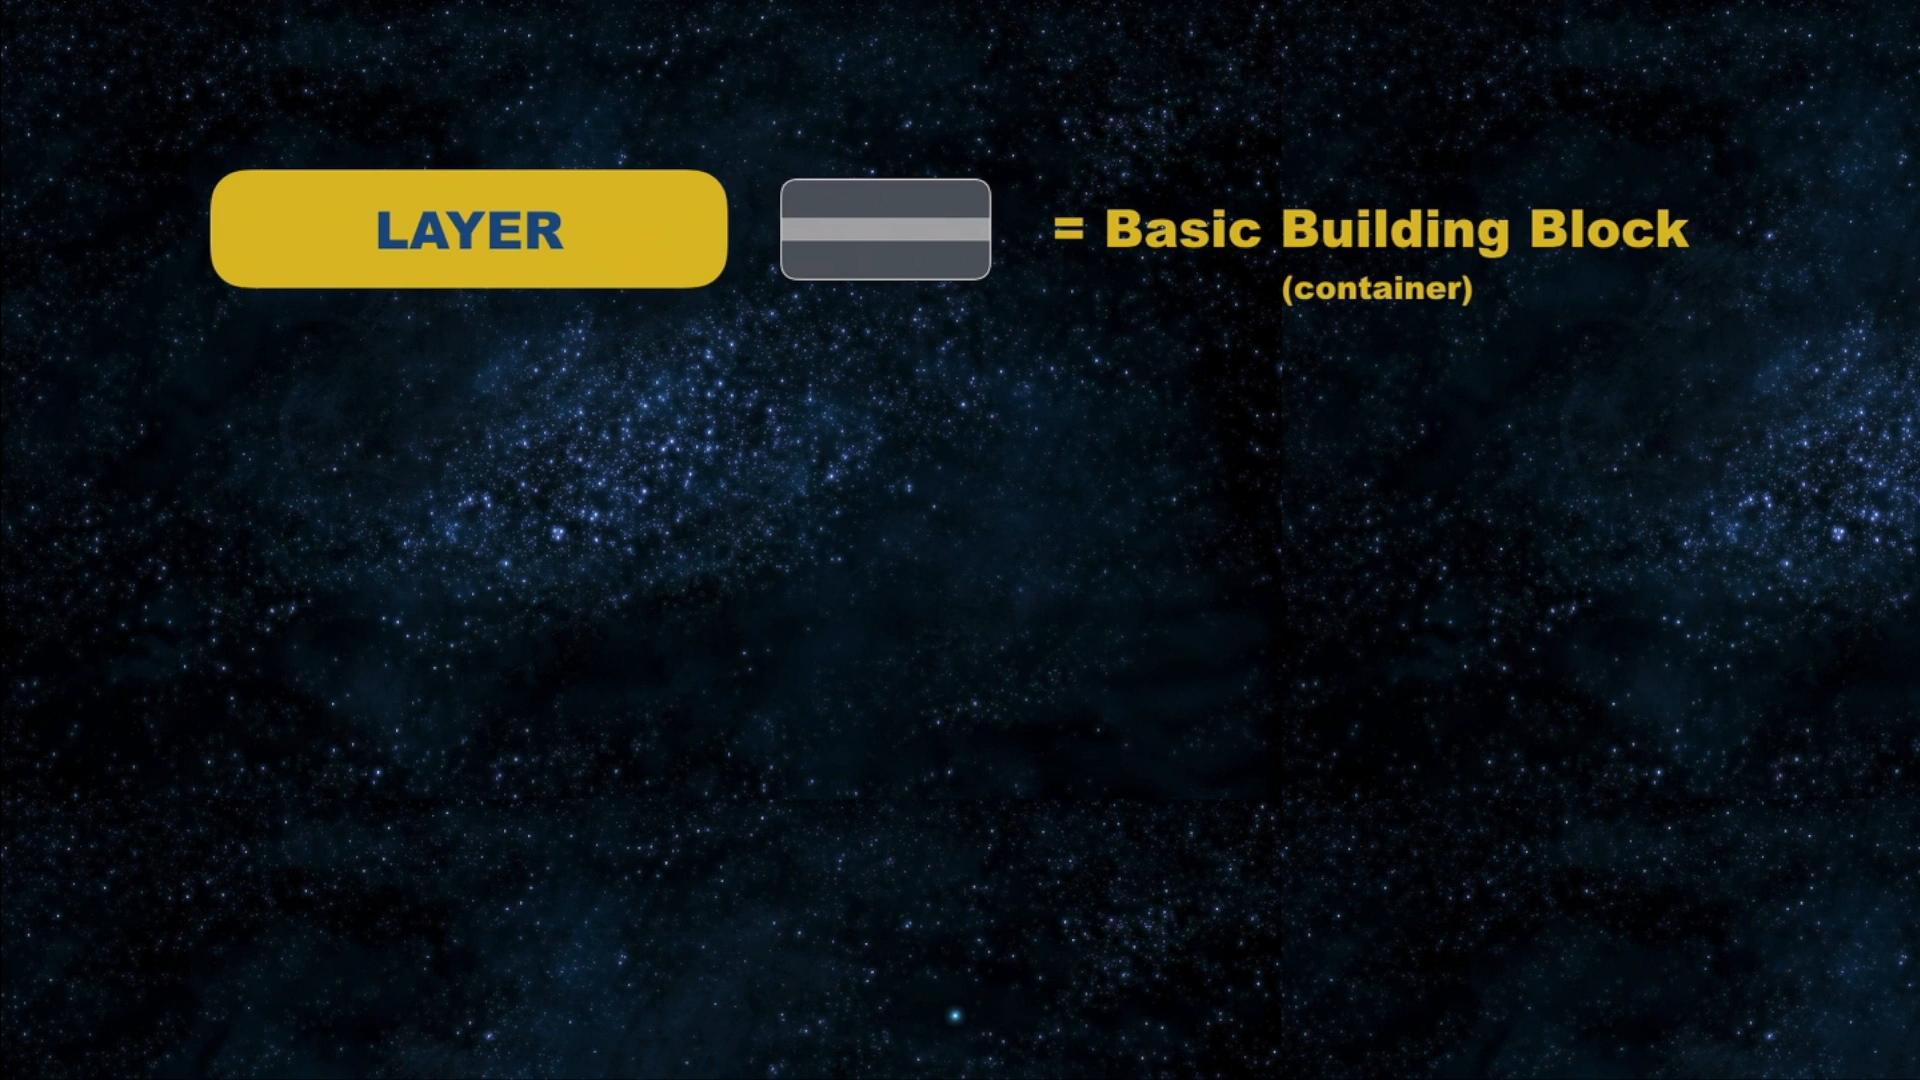 LAYER
= Basic Building Block
(container)